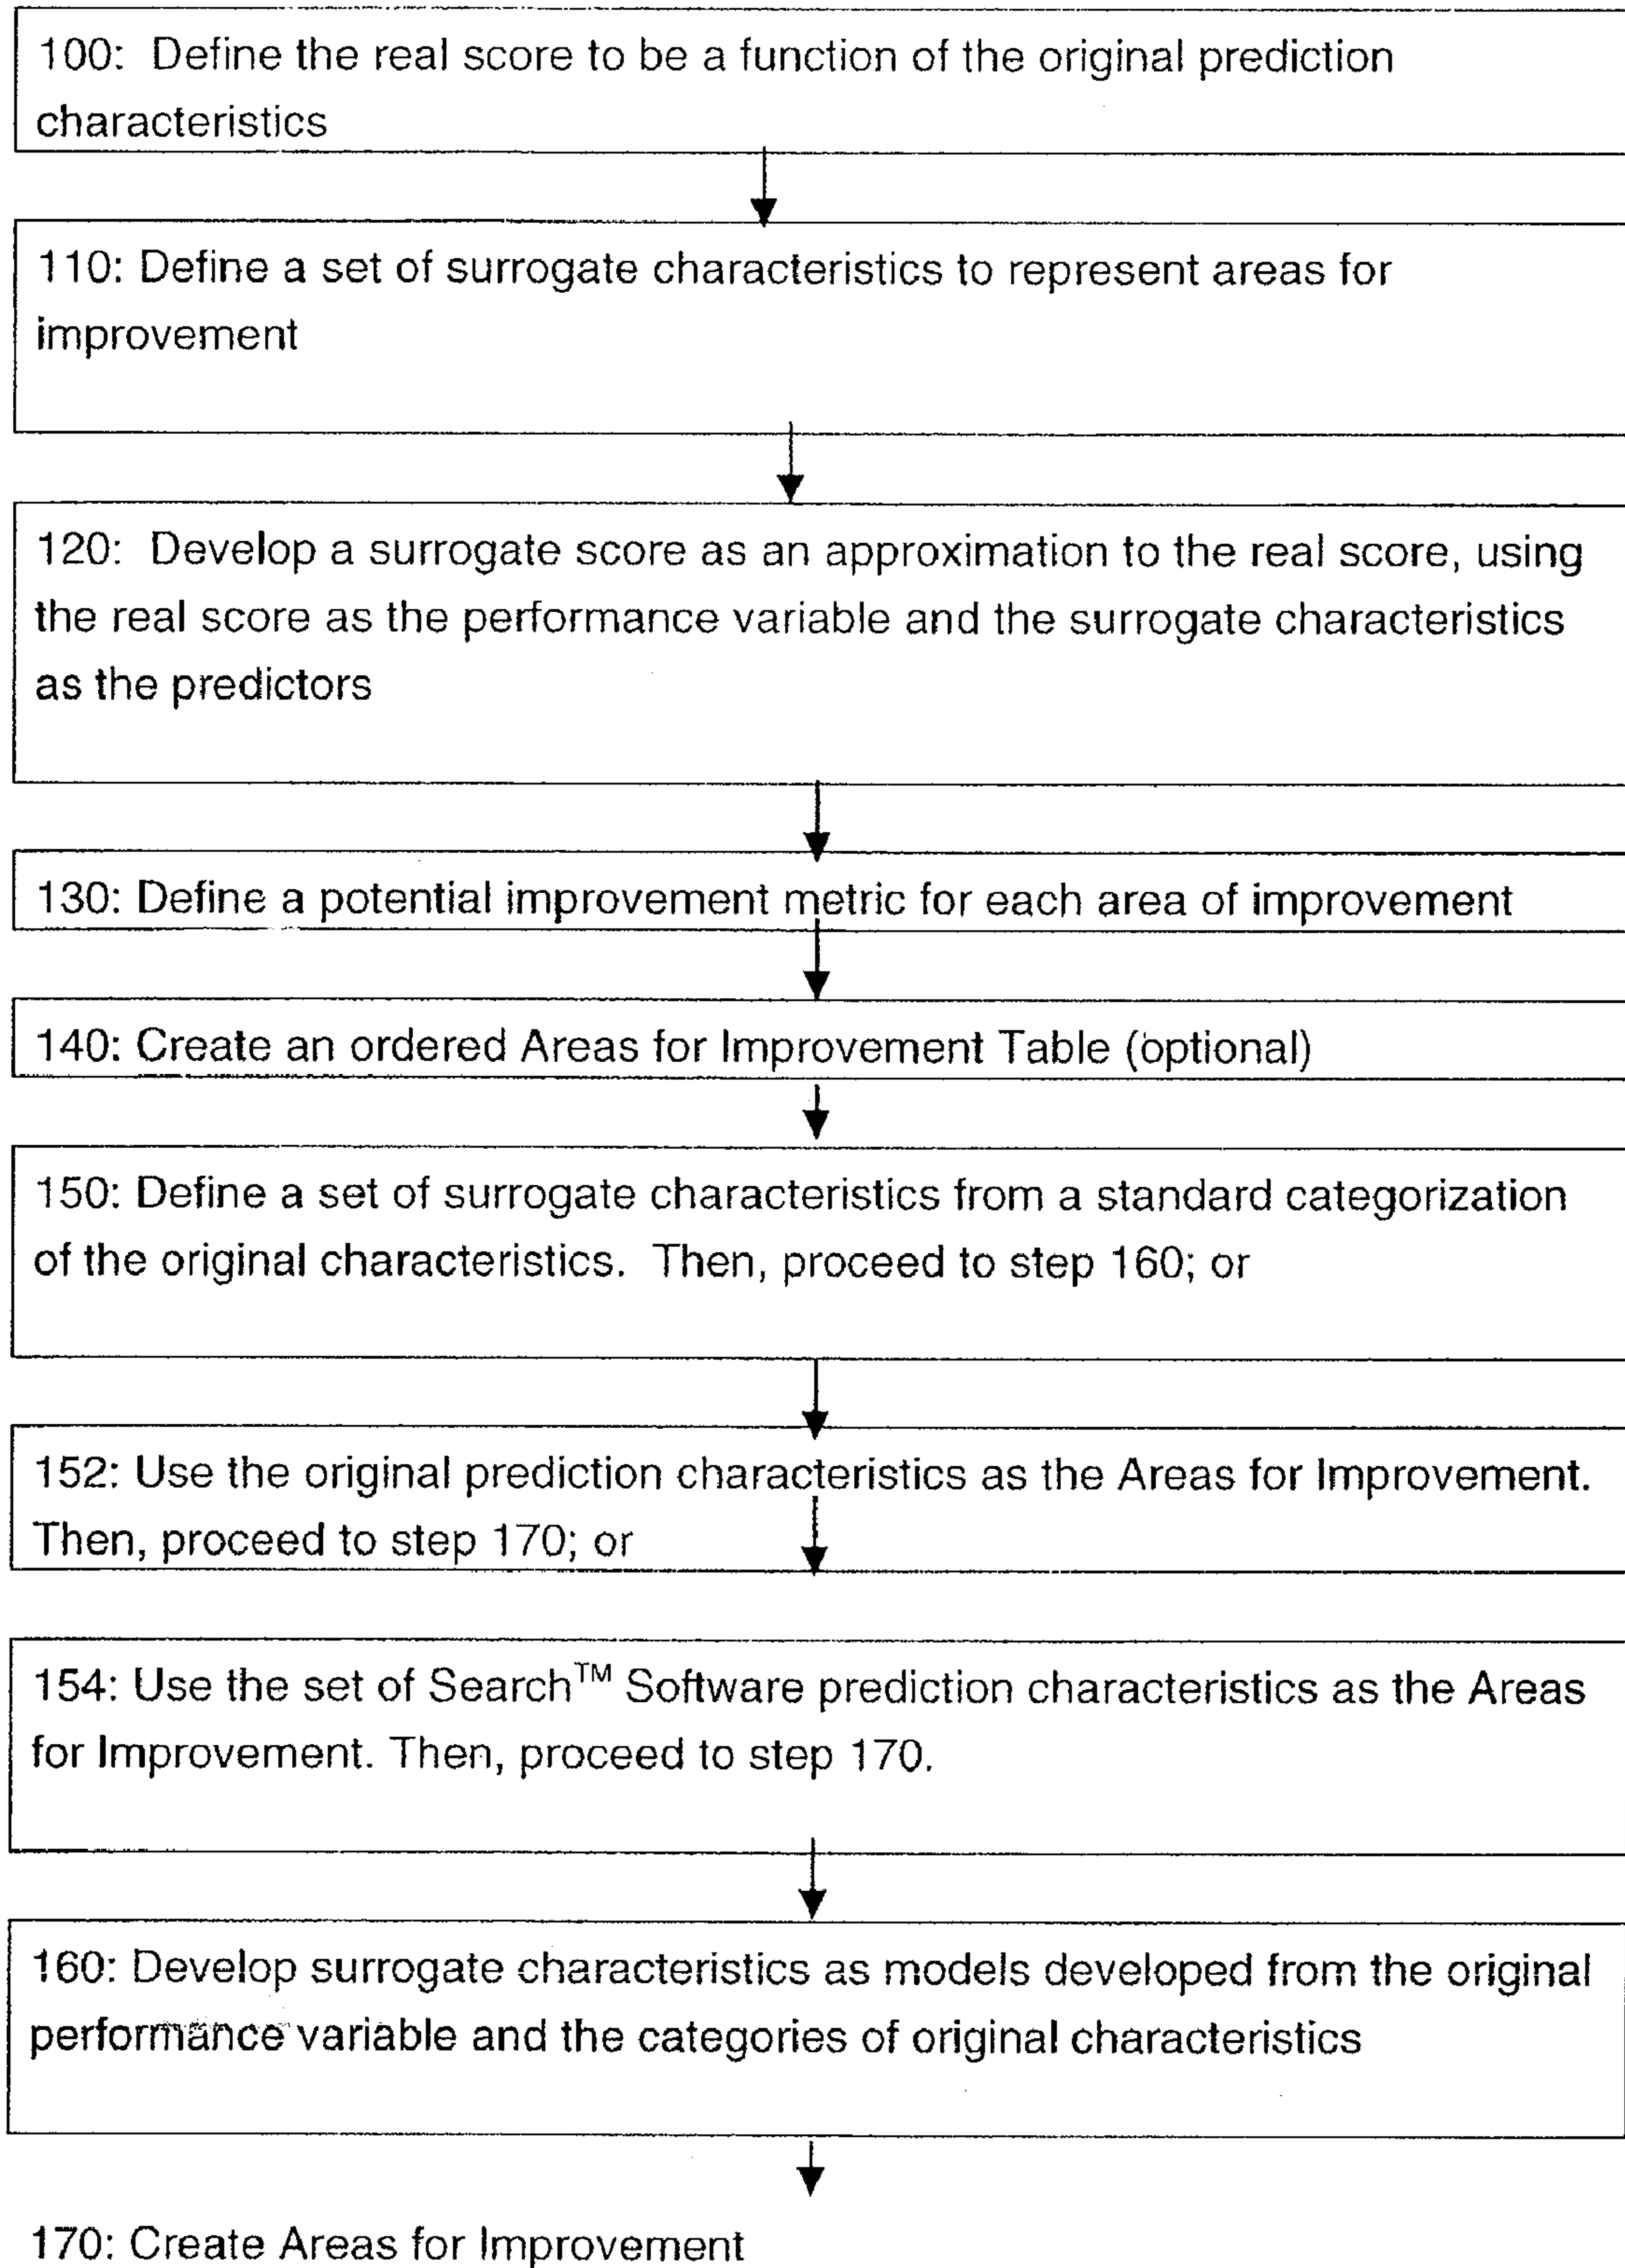 100: Define the real score to be a function of the original prediction
characteristics
110: Define a set of surrogate characteristics to represent areas for
improvement
120: Develop a surrogate score as an approximation to the real score, using
the real score as the performance variable and the surrogate characteristics
as the predictors
130: Define a potential improvement metric for each area of improvement
140: Create an ordered Areas for Improvement Table (optional)
150: Define a set of surrogate characteristics from a standard categorization
of the original characteristics. Then, proceed to step 160; or
152: Use the original prediction characteristics as the Areas for Improvement.
Then, proceed to step 170; or
154: Use the set of Search™ Software prediction characteristics as the Areas
for Improvement. Then, proceed to step 170.
160: Develop surrogate characteristics as models developed from the original
performance variable and the categories of original characteristics
170: Create Areas for Improvement